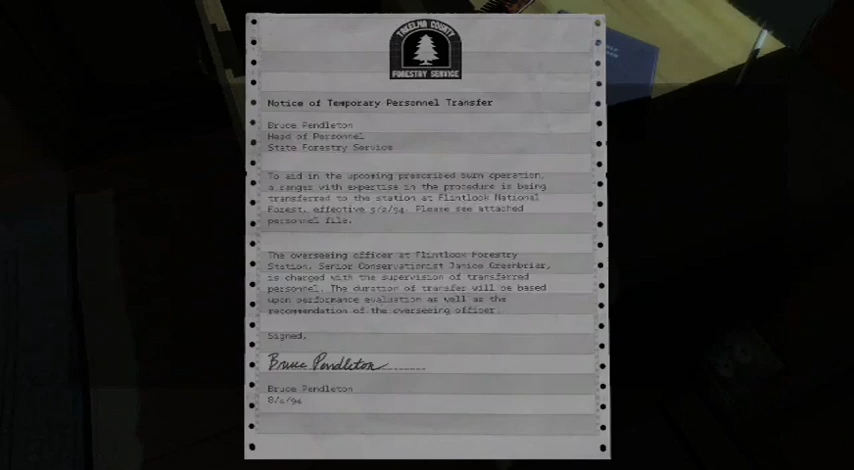 TAKELMA COUNTY
FORESTRY SERVICE
Notice of Temporary Personnel Transfer
Bruce Pendleton
Head of Personnel
State Forestry Service
To aid in the upcoming prescribed burn operation,
a ranger with expertise in the procedure is being
transferred to the station at Flintlock National
Forest, effective 9/2/94. Please see attached
personnel file.
The overseeing officer at Flintlock Forestry
Station, Senior Conservationist Janice Greenbriar,
is charged with the supervision of transferred
personnel. The duration of transfer will be based
upon performance evaluation as well as the
recommendation of the overseeing officer.
Signed,
Bruce Pendleton
Bruce Pendleton